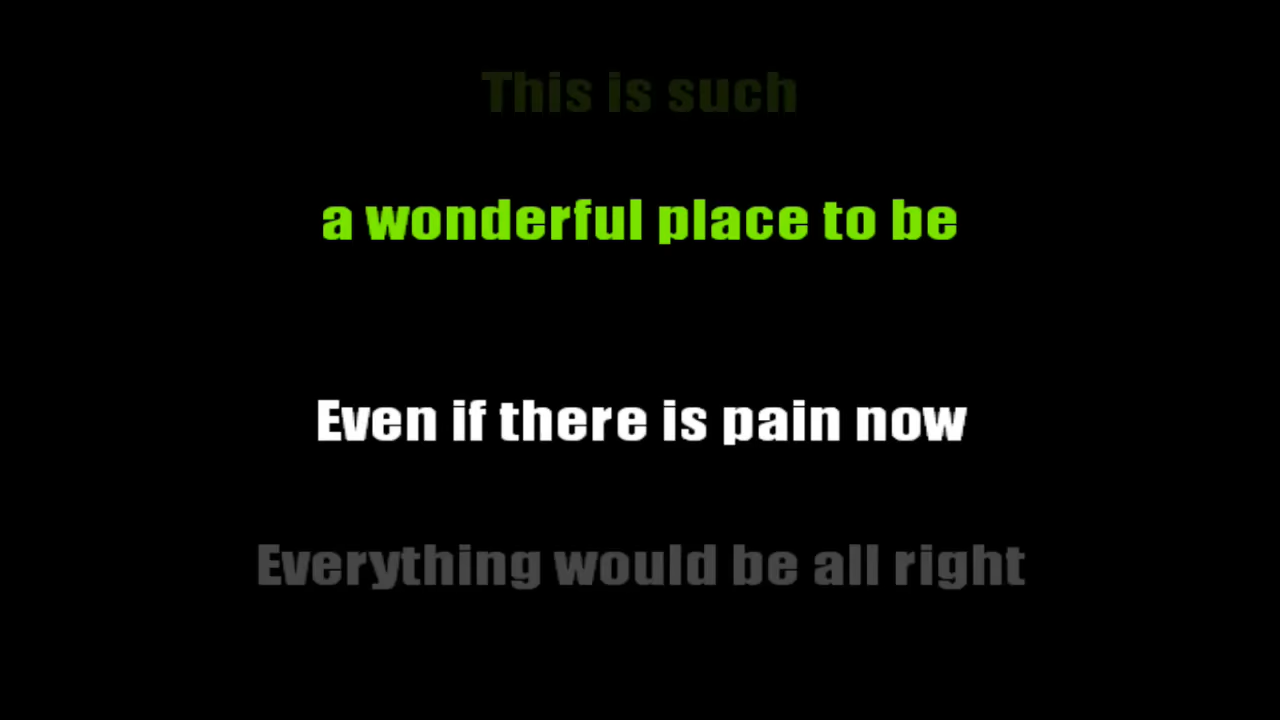 This is such
a wonderful place to be
Even if there is pain now
Everything would be all right